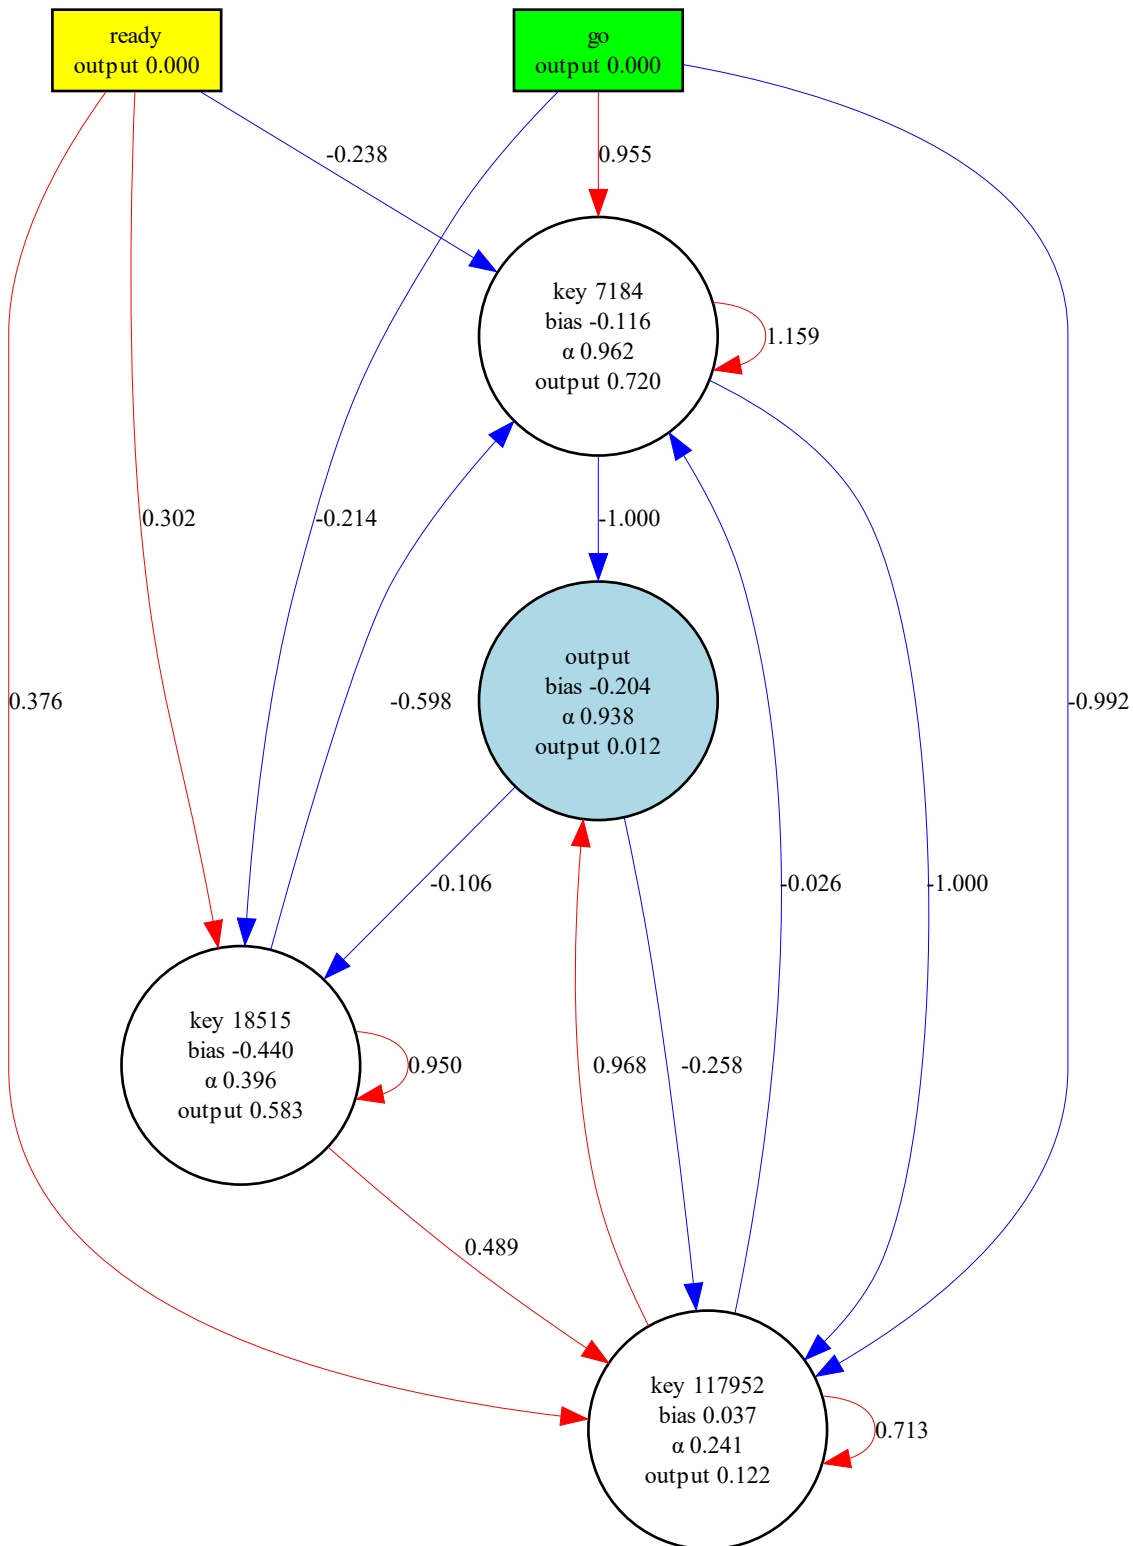 ready
output 0.000
go
output 0.000
-0.238
0.955
key 7184
bias -0.116
α 0.962
output 0.720
1.159
0.302
-0.214
-1.000
output
bias -0.204
α 0.938
output 0.012
0.376
-0.598
-0.992
-0.106
-0.026
-1.000
key 18515
bias -0.440
α 0.396
output 0.583
0.950
0.968
-0.258
0.489
key 117952
bias 0.037
α 0.241
output 0.122
0.713